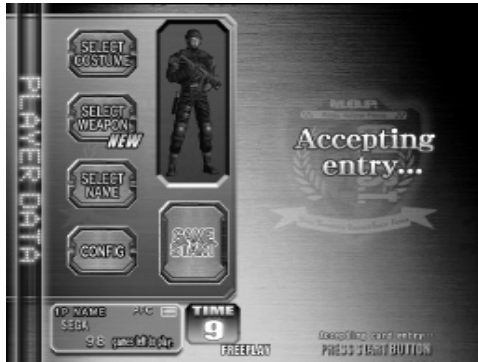 PLAYER DATA
SELECT
COSTUME
SELECT
WEAPON
NEW
SELECT
NAME
CONFIG
SAVE
START
Accepting
entry...
1P NAME
SEGA
98 games left to play
TIME
9
FREEPLAY
Accepting card entry
PRESS START BUTTON